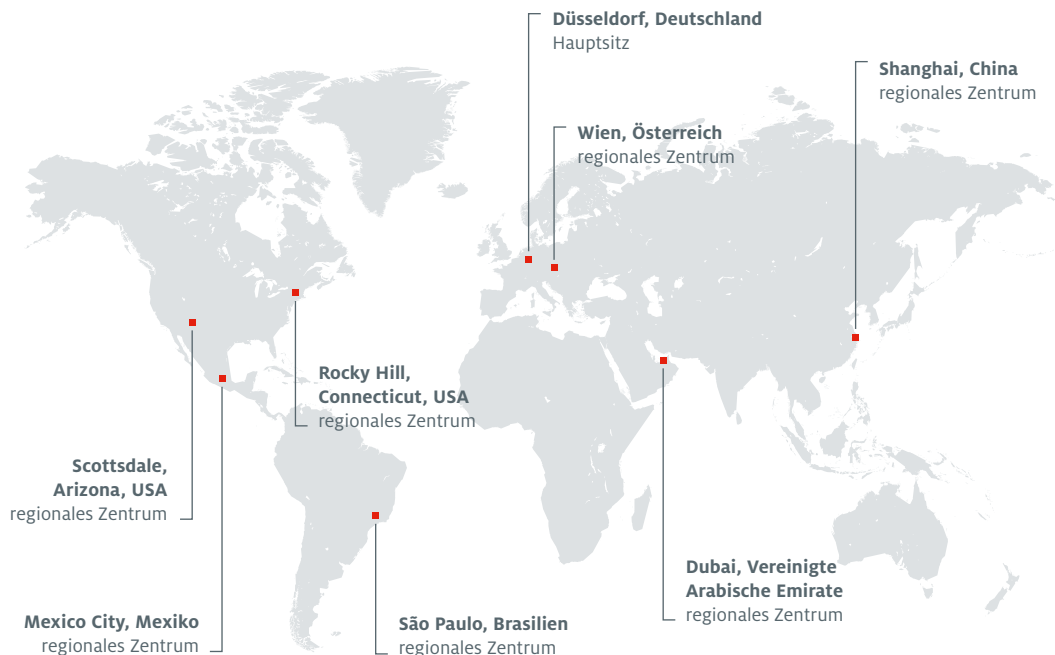 Düsseldorf, Deutschland
Hauptsitz
Shanghai, China
regionales Zentrum
Wien, Österreich
regionales Zentrum
Rocky Hill,
Connecticut, USA
regionales Zentrum
Scottsdale,
Arizona, USA
regionales Zentrum
Dubai, Vereinigte
Arabische Emirate
regionales Zentrum
Mexico City, Mexiko
regionales Zentrum
São Paulo, Brasilien
regionales Zentrum